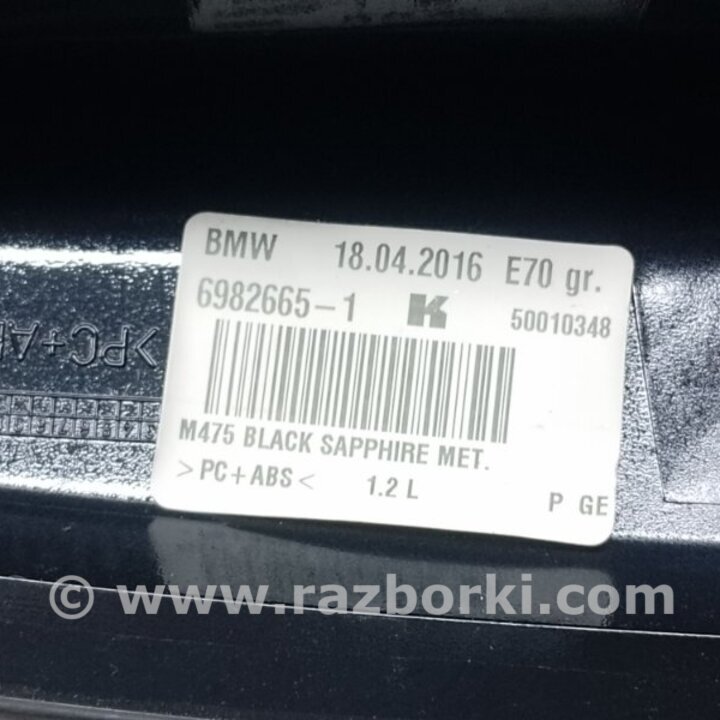 BMW 18.04.2016 E70 gr.
6982665-1 K 50010348
M475 BLACK SAPPHIRE MET.
>PC+ABS< 1.2 L
P GE
>PC+AB
© www.razborki.com